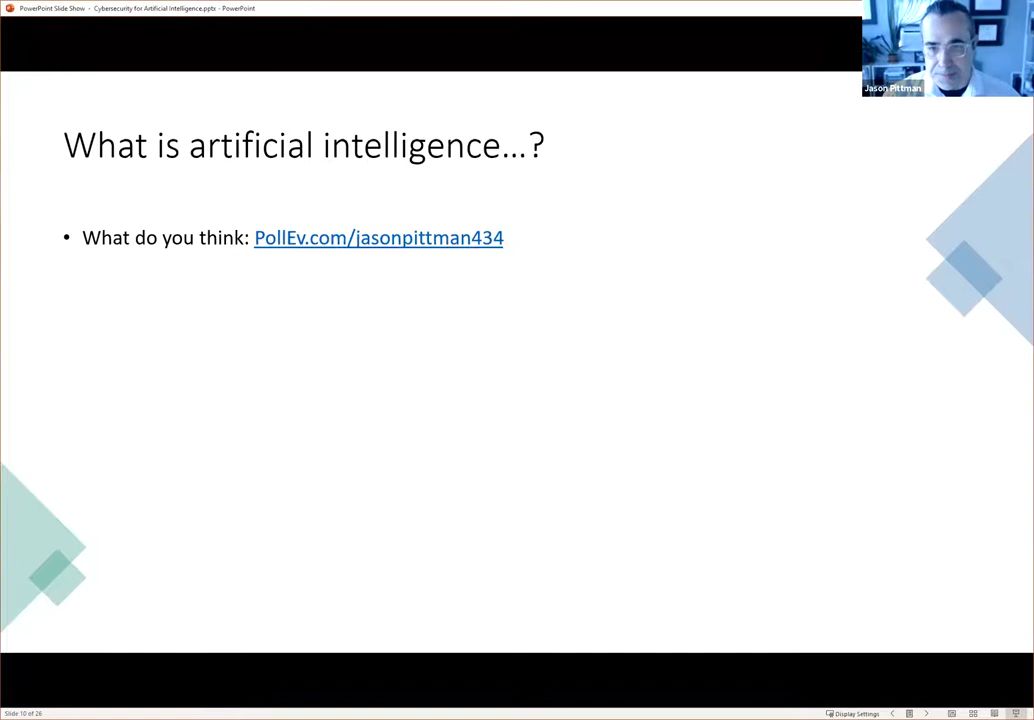 PowerPoint Slide Show - Cybersecurity for Artificial Intelligence.pptx - PowerPoint
Jason Pittman
What is artificial intelligence...?
• What do you think: PollEv.com/jasonpittman434
Slide 10 of 26
Display Settings